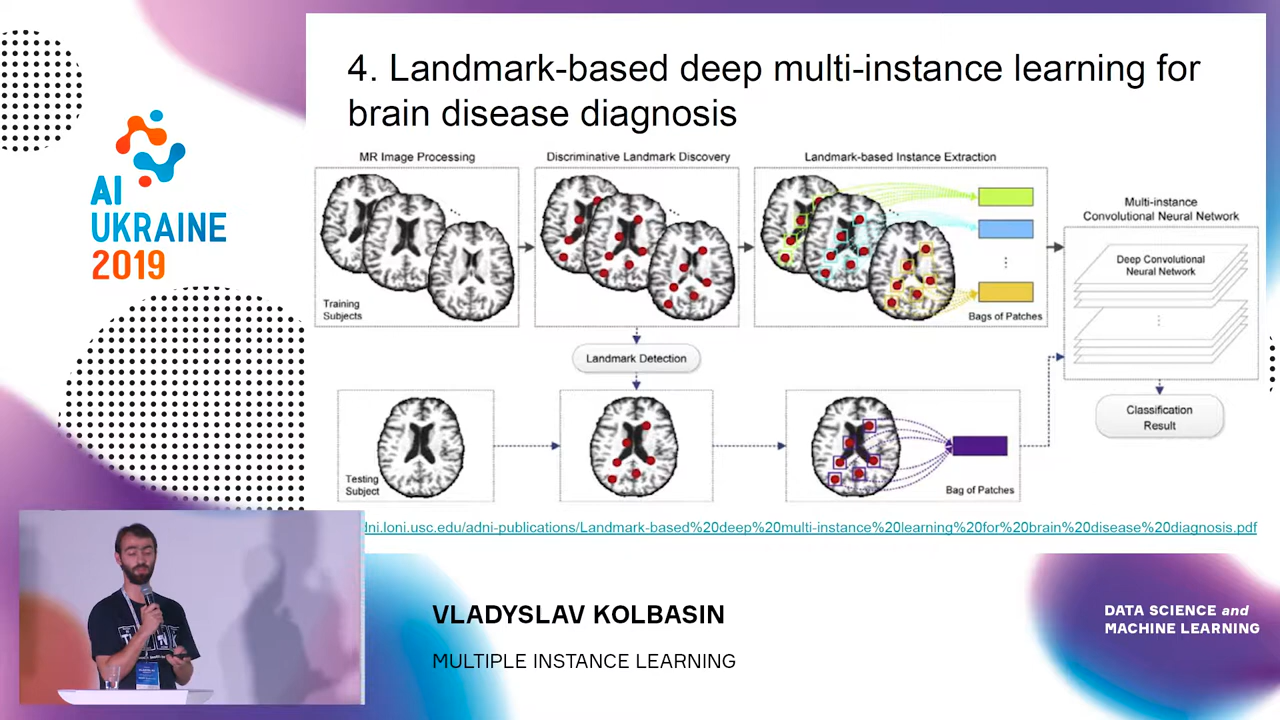 4. Landmark-based deep multi-instance learning for
brain disease diagnosis
MR Image Processing
Discriminative Landmark Discovery
Landmark-based Instance Extraction
Multi-instance
Convolutional Neural Network
Training
Subjects
Bags of Patches
Deep Convolutional
Neural Network
Landmark Detection
Classification
Result
Testing
Subject
Bag of Patches
dni.loni.usc.edu/adni-publications/Landmark-based%20deep%20multi-instance%20learning%20for%20brain%20disease%20diagnosis.pdf
AI
UKRAINE
2019
VLADYSLAV KOLBASIN
MULTIPLE INSTANCE LEARNING
DATA SCIENCE and
MACHINE LEARNING